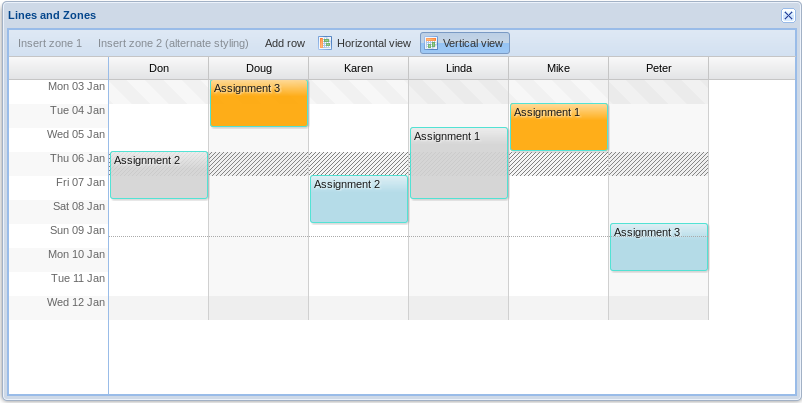 Lines and Zones
Insert zone 1 Insert zone 2 (alternate styling) Add row Horizontal view Vertical view
Don Doug Karen Linda Mike Peter
Mon 03 Jan Assignment 3
Tue 04 Jan Assignment 1
Wed 05 Jan Assignment 1
Thu 06 Jan Assignment 2
Fri 07 Jan Assignment 2
Sat 08 Jan
Sun 09 Jan Assignment 3
Mon 10 Jan
Tue 11 Jan
Wed 12 Jan